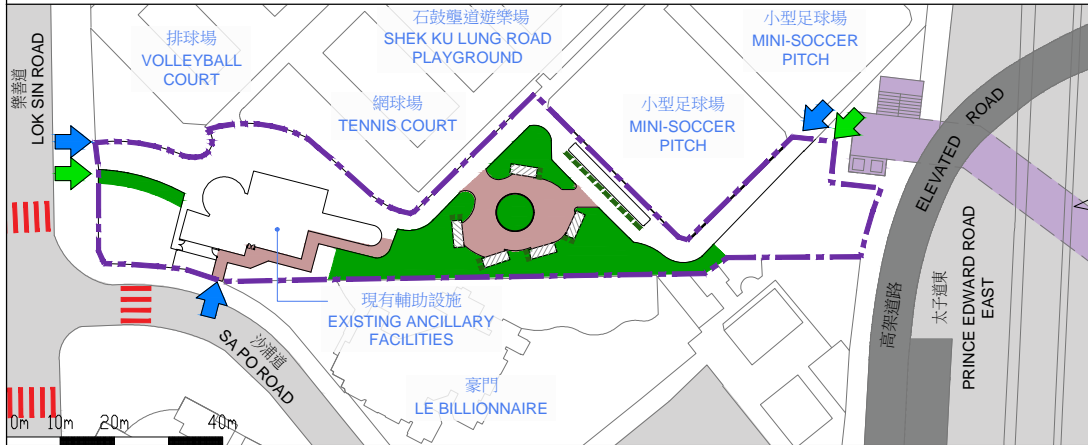 石鼓壟道遊樂場
SHEK KU LUNG ROAD
PLAYGROUND
小型足球場
MINI-SOCCER
PITCH
排球場
VOLLEYBALL
COURT
樂善道
LOK SIN ROAD
網球場
TENNIS COURT
小型足球場
MINI-SOCCER
PITCH
ELEVATED ROAD
高架道路
太子道東
PRINCE EDWARD ROAD
EAST
現有輔助設施
EXISTING ANCILLARY
FACILITIES
沙浦道
SA PO ROAD
豪門
LE BILLIONNAIRE
0m 10m 20m 40m